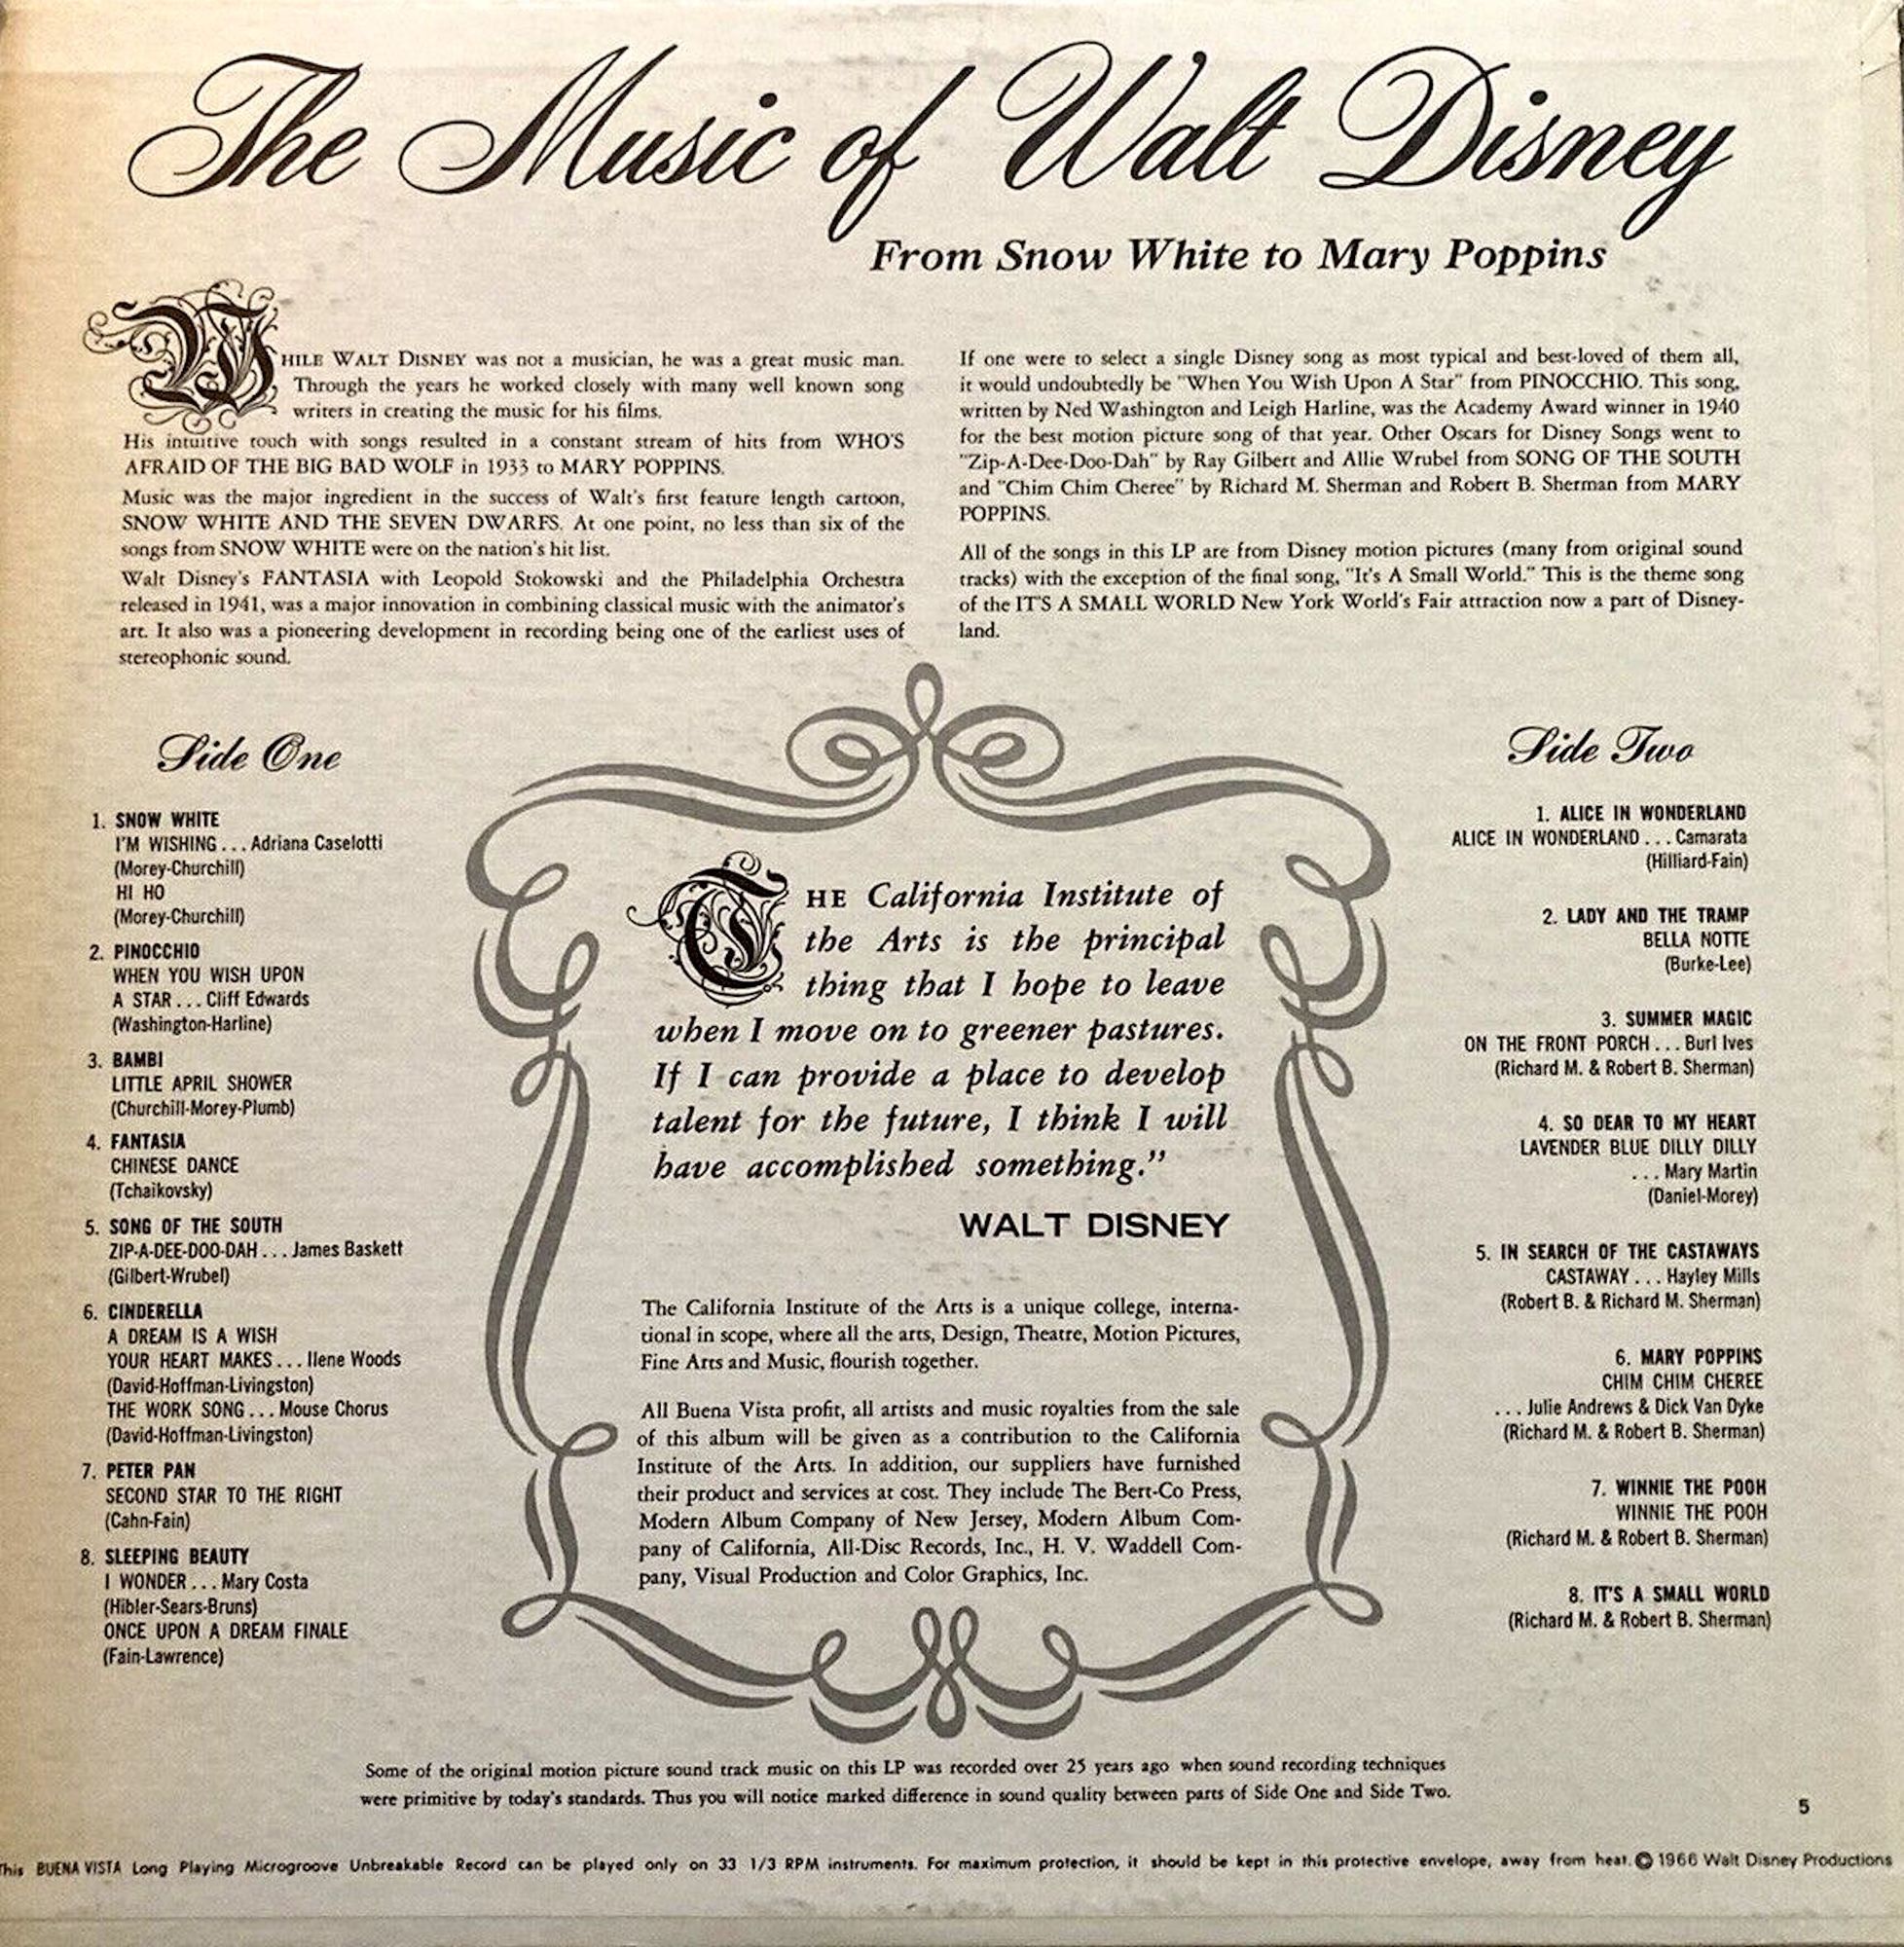 The Music of Walt Disney
From Snow White to Mary Poppins
WHILE WALT DISNEY was not a musician, he was a great music man.
Through the years he worked closely with many well known song
writers in creating the music for his films.
His intuitive touch with songs resulted in a constant stream of hits from WHO'S
AFRAID OF THE BIG BAD WOLF in 1933 to MARY POPPINS.
Music was the major ingredient in the success of Walt's first feature length cartoon,
SNOW WHITE AND THE SEVEN DWARFS. At one point, no less than six of the
songs from SNOW WHITE were on the nation's hit list.
Walt Disney's FANTASIA with Leopold Stokowski and the Philadelphia Orchestra
released in 1941, was a major innovation in combining classical music with the animator's
art. It also was a pioneering development in recording being one of the earliest uses of
stereophonic sound.
If one were to select a single Disney song as most typical and best-loved of them all,
it would undoubtedly be "When You Wish Upon A Star" from PINOCCHIO. This song,
written by Ned Washington and Leigh Harline, was the Academy Award winner in 1940
for the best motion picture song of that year. Other Oscars for Disney Songs went to
"Zip-A-Dee-Doo-Dah" by Ray Gilbert and Allie Wrubel from SONG OF THE SOUTH
and "Chim Chim Cheree" by Richard M. Sherman and Robert B. Sherman from MARY
POPPINS.
All of the songs in this LP are from Disney motion pictures (many from original sound
tracks) with the exception of the final song, "It's A Small World." This is the theme song
of the IT'S A SMALL WORLD New York World's Fair attraction now a part of Disney-
land.
Side One
1. SNOW WHITE
I'M WISHING... Adriana Caselotti
(Morey-Churchill)
HI HO
(Morey-Churchill)
2. PINOCCHIO
WHEN YOU WISH UPON
A STAR... Cliff Edwards
(Washington-Harline)
3. BAMBI
LITTLE APRIL SHOWER
(Churchill-Morey-Plumb)
4. FANTASIA
CHINESE DANCE
(Tchaikovsky)
5. SONG OF THE SOUTH
ZIP-A-DEE-DOO-DAH... James Baskett
(Gilbert-Wrubel)
6. CINDERELLA
A DREAM IS A WISH
YOUR HEART MAKES... Ilene Woods
(David-Hoffman-Livingston)
THE WORK SONG... Mouse Chorus
(David-Hoffman-Livingston)
7. PETER PAN
SECOND STAR TO THE RIGHT
(Cahn-Fain)
8. SLEEPING BEAUTY
I WONDER... Mary Costa
(Hibler-Sears-Bruns)
ONCE UPON A DREAM FINALE
(Fain-Lawrence)
THE California Institute of
the Arts is the principal
thing that I hope to leave
when I move on to greener pastures.
If I can provide a place to develop
talent for the future, I think I will
have accomplished something."
WALT DISNEY
The California Institute of the Arts is a unique college, interna-
tional in scope, where all the arts, Design, Theatre, Motion Pictures,
Fine Arts and Music, flourish together.
All Buena Vista profit, all artists and music royalties from the sale
of this album will be given as a contribution to the California
Institute of the Arts. In addition, our suppliers have furnished
their product and services at cost. They include The Bert-Co Press,
Modern Album Company of New Jersey, Modern Album Com-
pany of California, All-Disc Records, Inc., H. V. Waddell Com-
pany, Visual Production and Color Graphics, Inc.
Side Two
1. ALICE IN WONDERLAND
ALICE IN WONDERLAND... Camarata
(Hilliard-Fain)
2. LADY AND THE TRAMP
BELLA NOTTE
(Burke-Lee)
3. SUMMER MAGIC
ON THE FRONT PORCH... Burl Ives
(Richard M. & Robert B. Sherman)
4. SO DEAR TO MY HEART
LAVENDER BLUE DILLY DILLY
... Mary Martin
(Daniel-Morey)
5. IN SEARCH OF THE CASTAWAYS
CASTAWAY... Hayley Mills
(Robert B. & Richard M. Sherman)
6. MARY POPPINS
CHIM CHIM CHEREE
... Julie Andrews & Dick Van Dyke
(Richard M. & Robert B. Sherman)
7. WINNIE THE POOH
WINNIE THE POOH
(Richard M. & Robert B. Sherman)
8. IT'S A SMALL WORLD
(Richard M. & Robert B. Sherman)
Some of the original motion picture sound track music on this LP was recorded over 25 years ago when sound recording techniques
were primitive by today's standards. Thus you will notice marked difference in sound quality between parts of Side One and Side Two.
5
This BUENA VISTA Long Playing Microgroove Unbreakable Record can be played only on 33 1/3 RPM instruments. For maximum protection, it should be kept in this protective envelope, away from heat. © 1966 Walt Disney Productions